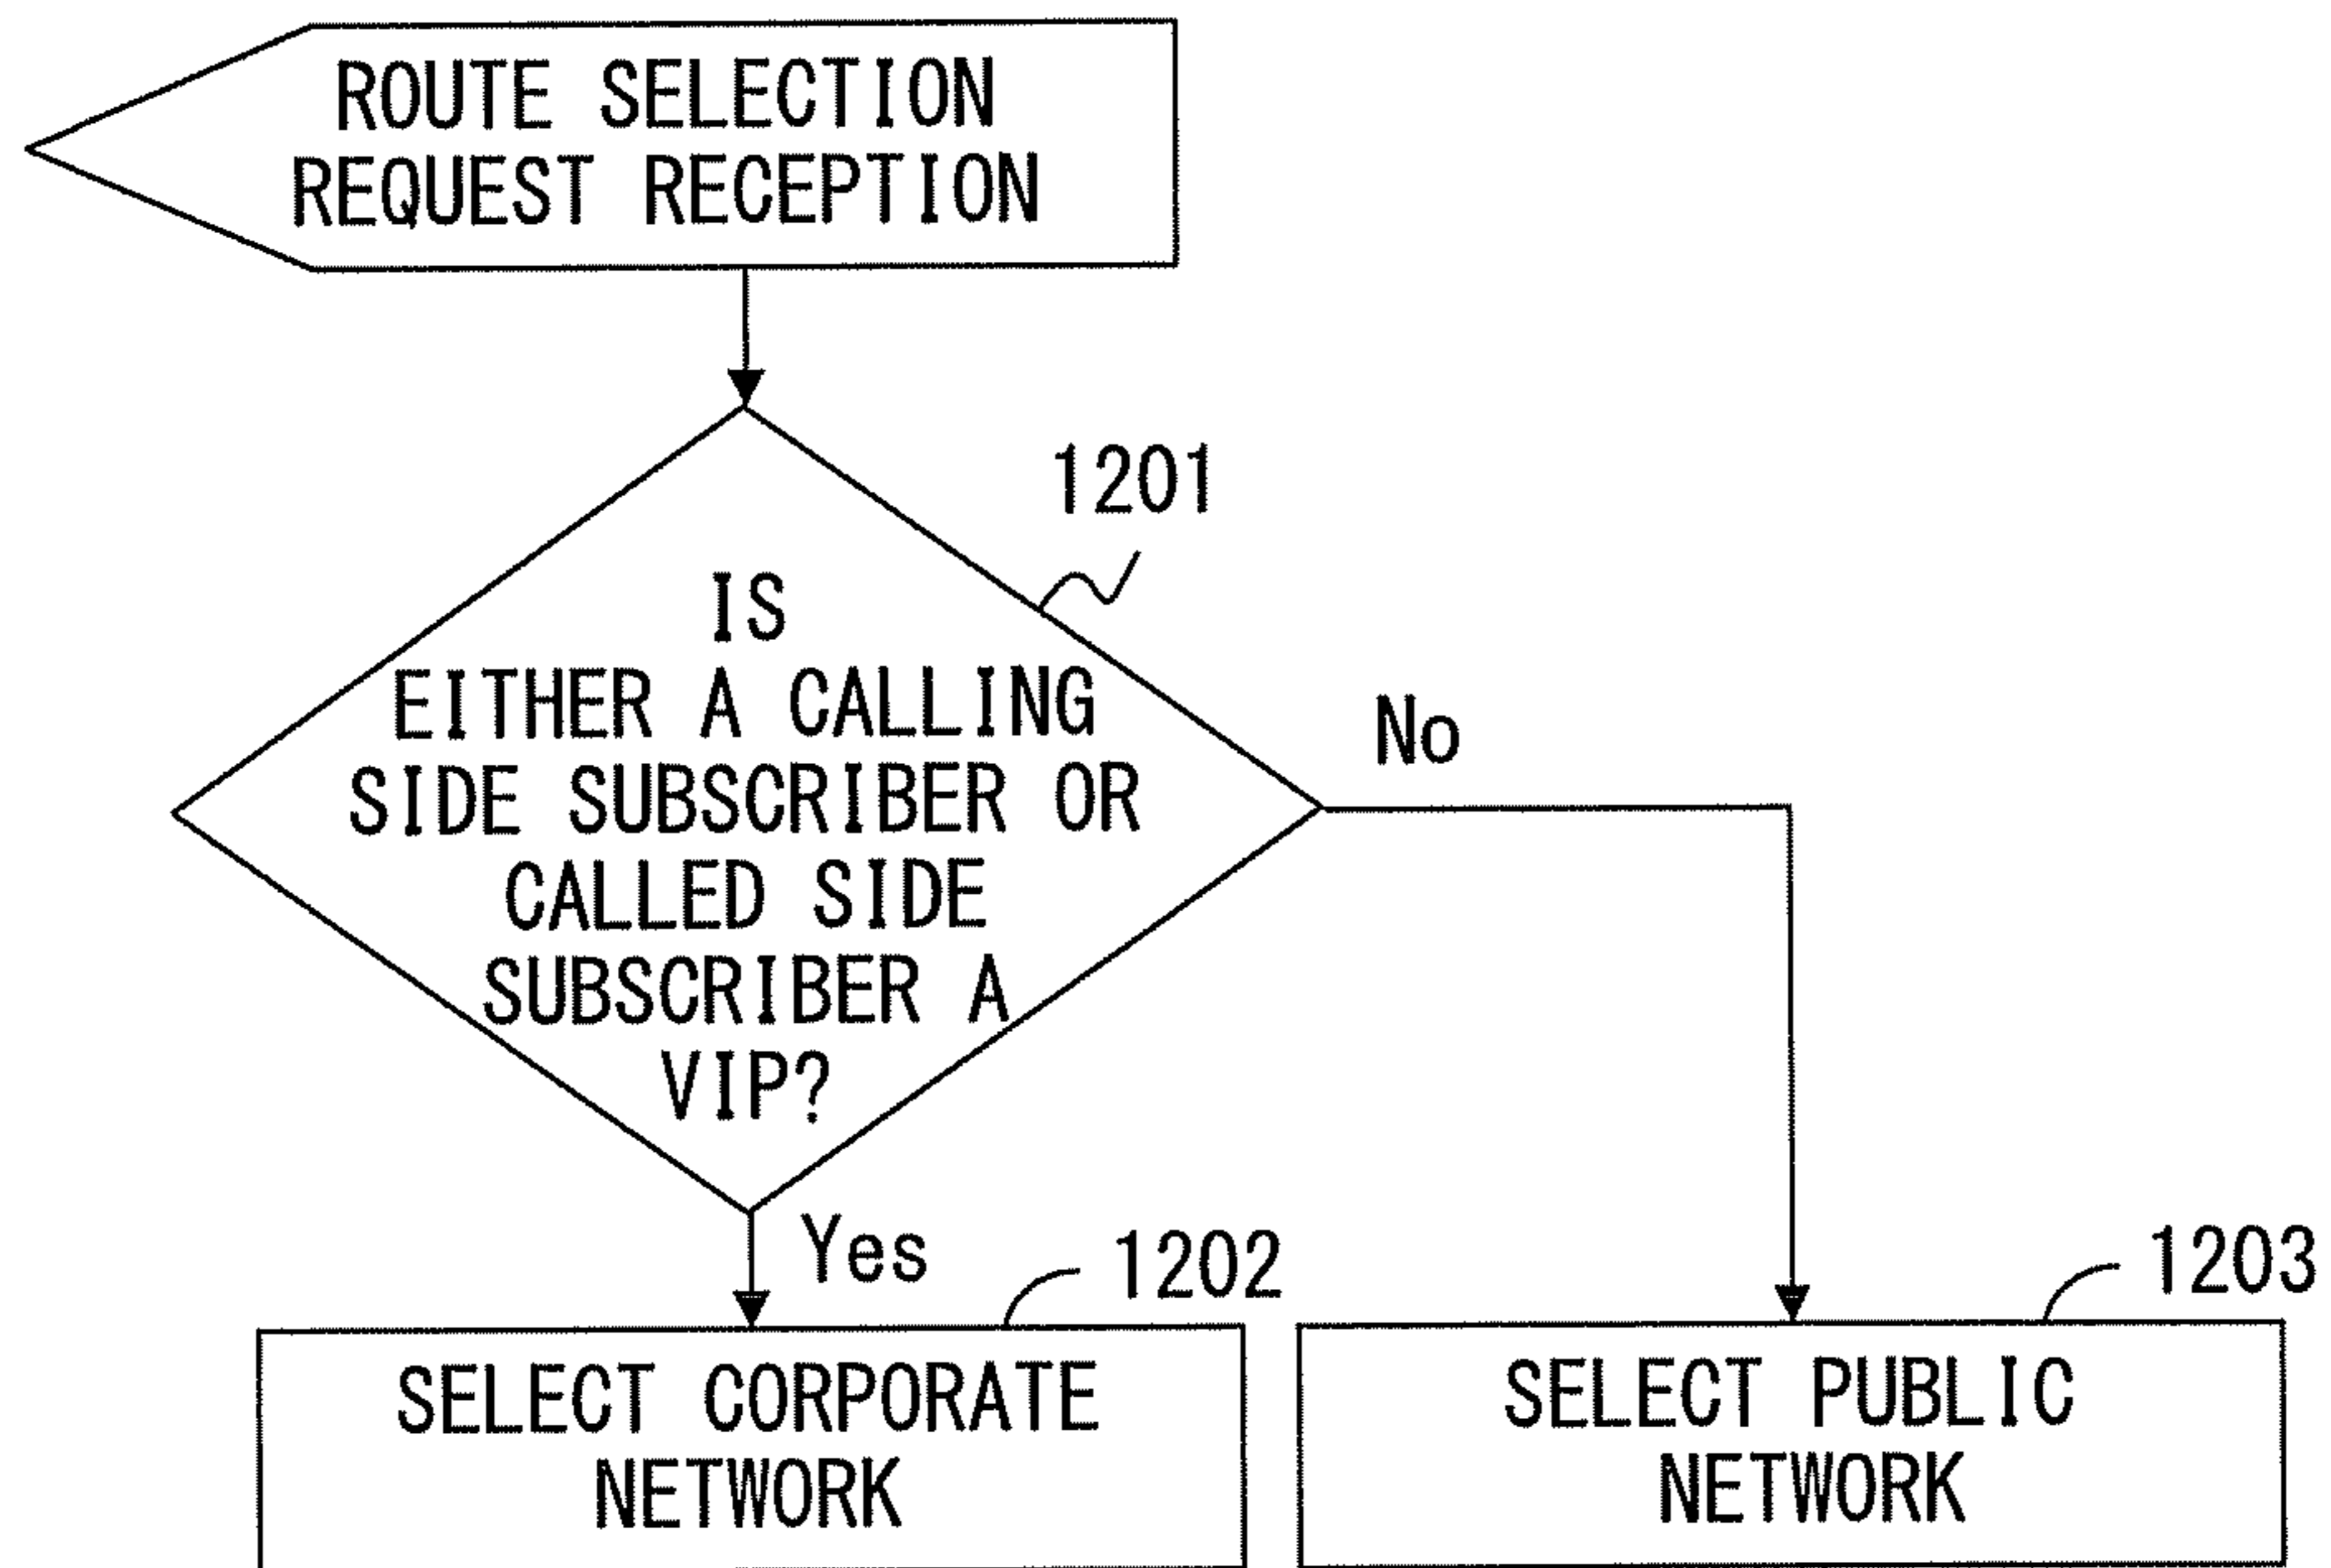 ROUTE SELECTION
REQUEST RECEPTION
1201
IS
EITHER A CALLING
SIDE SUBSCRIBER OR
CALLED SIDE
SUBSCRIBER A
VIP?
No
Yes
1202
1203
SELECT CORPORATE
NETWORK
SELECT PUBLIC
NETWORK